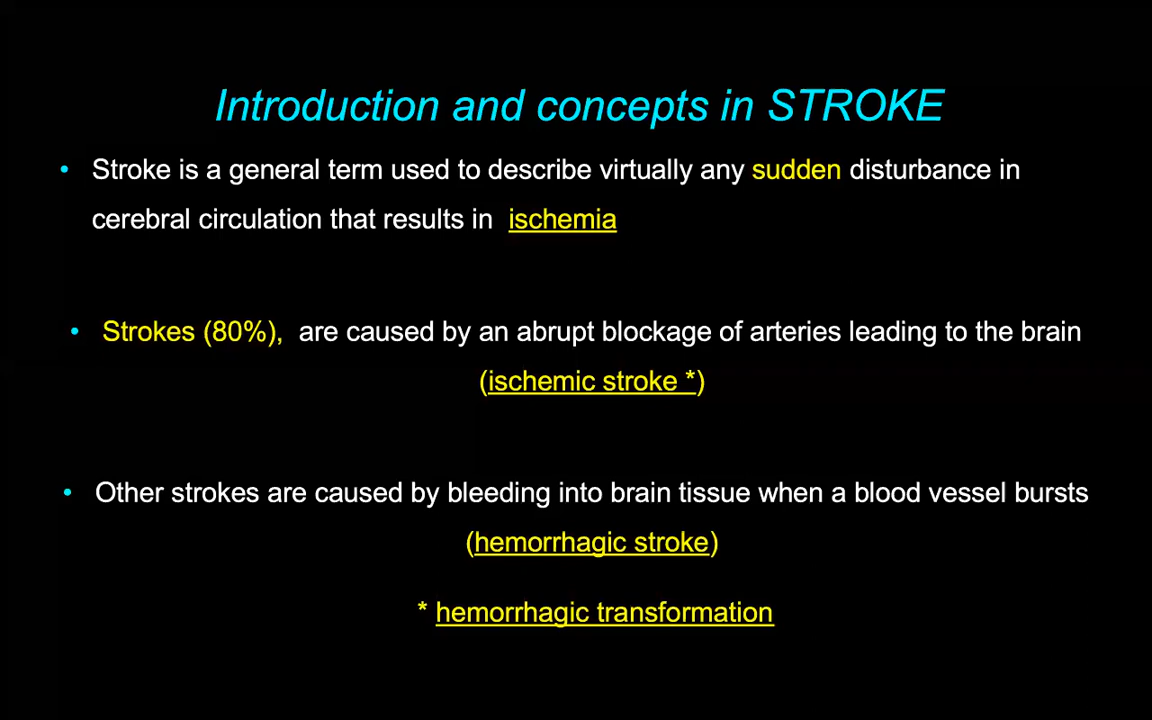 Introduction and concepts in STROKE
• Stroke is a general term used to describe virtually any sudden disturbance in
cerebral circulation that results in ischemia
• Strokes (80%), are caused by an abrupt blockage of arteries leading to the brain
(ischemic stroke *)
• Other strokes are caused by bleeding into brain tissue when a blood vessel bursts
(hemorrhagic stroke)
* hemorrhagic transformation